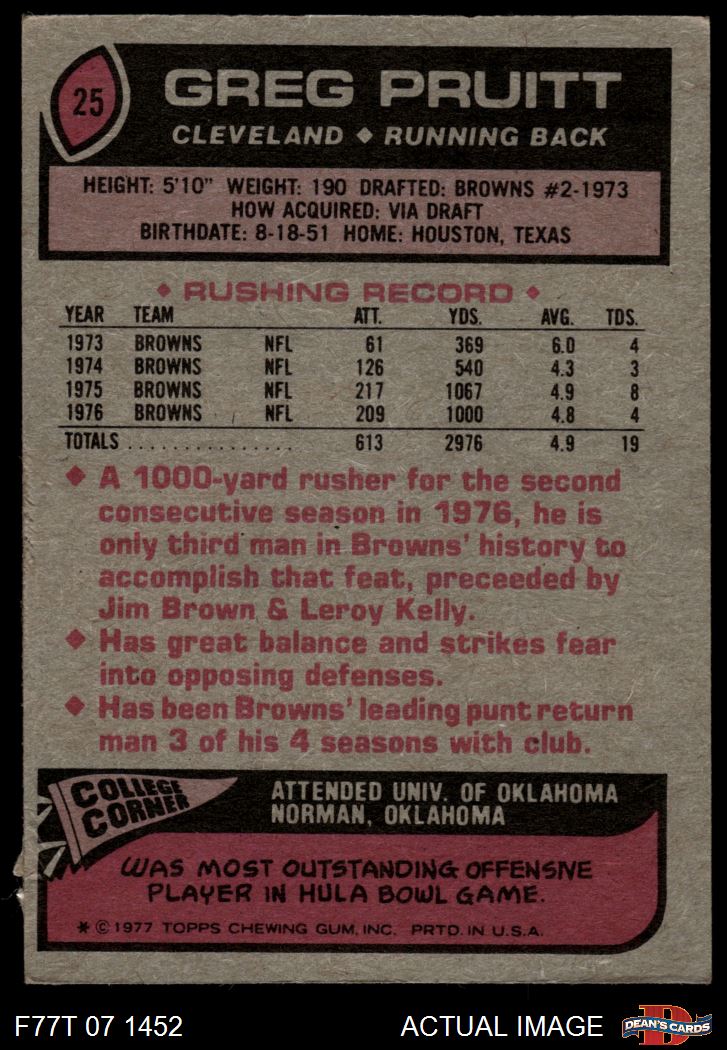 25
GREG PRUITT
CLEVELAND ◆ RUNNING BACK
HEIGHT: 5'10" WEIGHT: 190 DRAFTED: BROWNS #2-1973
HOW ACQUIRED: VIA DRAFT
BIRTHDATE: 8-18-51 HOME: HOUSTON, TEXAS
◆ RUSHING RECORD ◆
YEAR TEAM ATT. YDS. AVG. TDS.
1973 BROWNS NFL 61 369 6.0 4
1974 BROWNS NFL 126 540 4.3 3
1975 BROWNS NFL 217 1067 4.9 8
1976 BROWNS NFL 209 1000 4.8 4
TOTALS ................ 613 2976 4.9 19
◆ A 1000-yard rusher for the second
consecutive season in 1976, he is
only third man in Browns' history to
accomplish that feat, preceeded by
Jim Brown & Leroy Kelly.
◆ Has great balance and strikes fear
into opposing defenses.
◆ Has been Browns' leading punt return
man 3 of his 4 seasons with club.
COLLEGE
CORNER
ATTENDED UNIV. OF OKLAHOMA
NORMAN, OKLAHOMA
WAS MOST OUTSTANDING OFFENSIVE
PLAYER IN HULA BOWL GAME.
* © 1977 TOPPS CHEWING GUM, INC. PRTD. IN U.S.A.
F77T 07 1452 ACTUAL IMAGE
D
DEAN'S CARDS